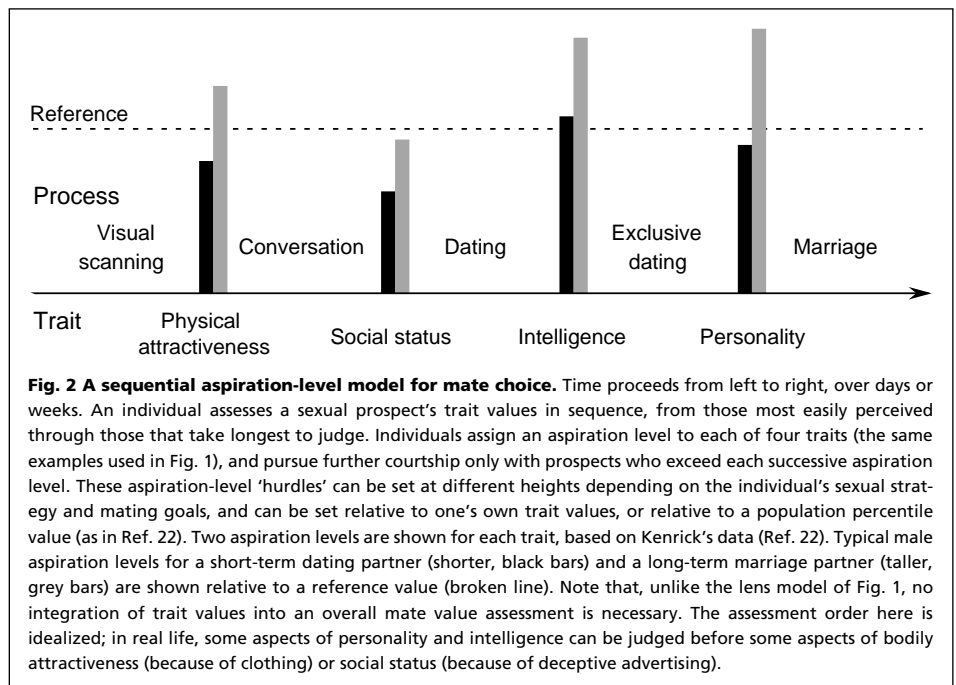 Reference
Process
Visual
scanning
Conversation
Dating
Exclusive
dating
Marriage
Trait
Physical
attractiveness
Social status
Intelligence
Personality
Fig. 2 A sequential aspiration-level model for mate choice. Time proceeds from left to right, over days or
weeks. An individual assesses a sexual prospect's trait values in sequence, from those most easily perceived
through those that take longest to judge. Individuals assign an aspiration level to each of four traits (the same
examples used in Fig. 1), and pursue further courtship only with prospects who exceed each successive aspiration
level. These aspiration-level 'hurdles' can be set at different heights depending on the individual's sexual strat-
egy and mating goals, and can be set relative to one's own trait values, or relative to a population percentile
value (as in Ref. 22). Two aspiration levels are shown for each trait, based on Kenrick's data (Ref. 22). Typical male
aspiration levels for a short-term dating partner (shorter, black bars) and a long-term marriage partner (taller,
grey bars) are shown relative to a reference value (broken line). Note that, unlike the lens model of Fig. 1, no
integration of trait values into an overall mate value assessment is necessary. The assessment order here is
idealized; in real life, some aspects of personality and intelligence can be judged before some aspects of bodily
attractiveness (because of clothing) or social status (because of deceptive advertising).